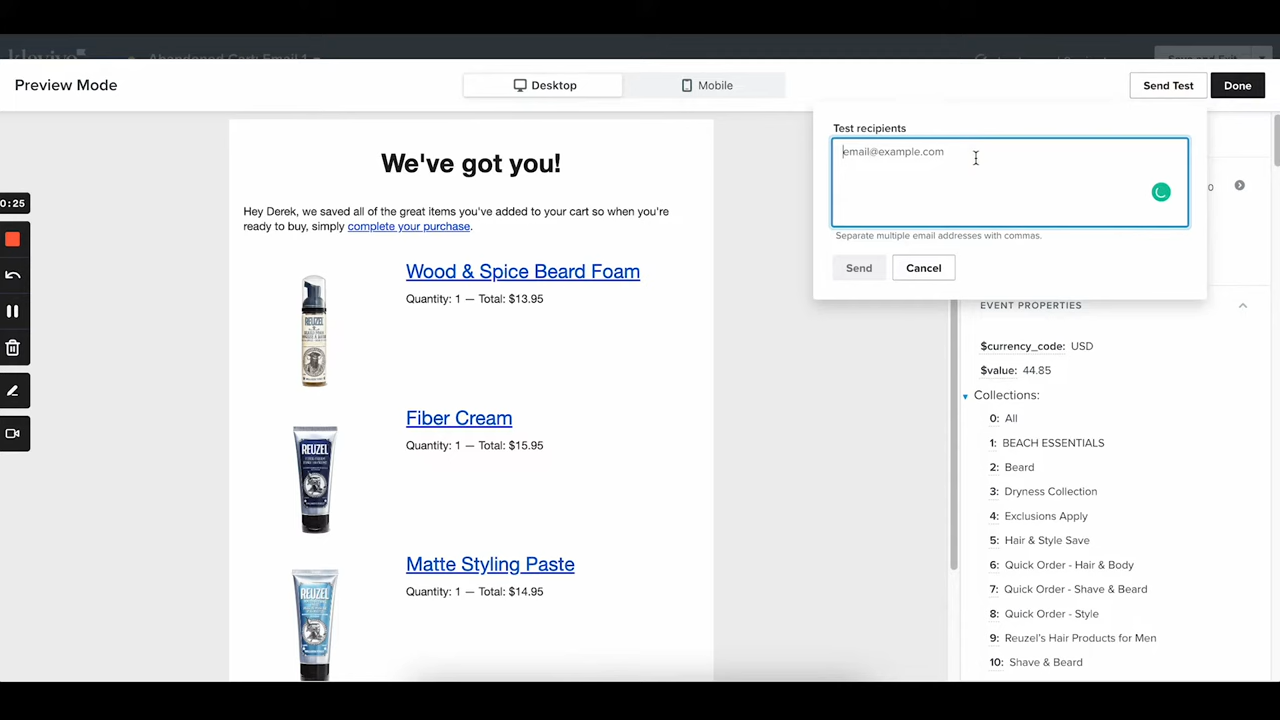 Preview Mode
Desktop
Mobile
Send Test
Done
Test recipients
email@example.com
Separate multiple email addresses with commas.
Send
Cancel
0:25
We've got you!
Hey Derek, we saved all of the great items you've added to your cart so when you're
ready to buy, simply complete your purchase.
Wood & Spice Beard Foam
Quantity: 1 — Total: $13.95
REUZEL
Fiber Cream
Quantity: 1 — Total: $15.95
REUZEL
Matte Styling Paste
Quantity: 1 — Total: $14.95
REUZEL
0
EVENT PROPERTIES
$currency_code: USD
$value: 44.85
Collections:
0: All
1: BEACH ESSENTIALS
2: Beard
3: Dryness Collection
4: Exclusions Apply
5: Hair & Style Save
6: Quick Order - Hair & Body
7: Quick Order - Shave & Beard
8: Quick Order - Style
9: Reuzel's Hair Products for Men
10: Shave & Beard